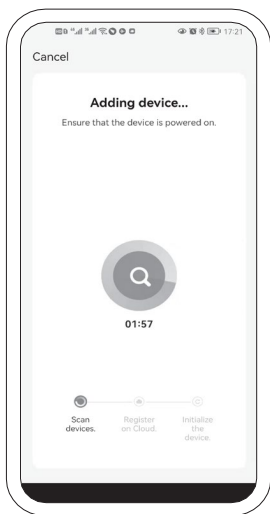 17:21
Cancel
Adding device...
Ensure that the device is powered on.
01:57
Scan
devices.
Register
on Cloud.
Initialize
the
device.